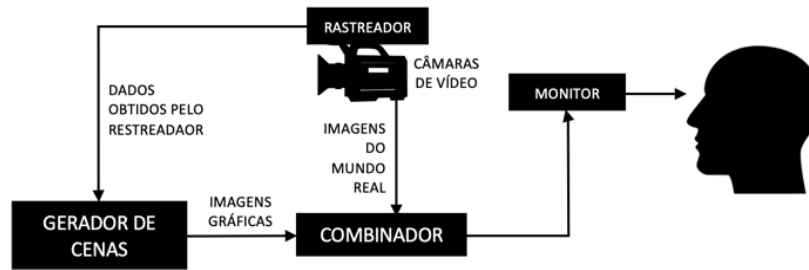 RASTREADOR
CÂMARAS
DE VÍDEO
DADOS
OBTIDOS PELO
RESTREADAOR
MONITOR
IMAGENS
DO
MUNDO
REAL
GERADOR DE
CENAS
IMAGENS
GRÁFICAS
COMBINADOR